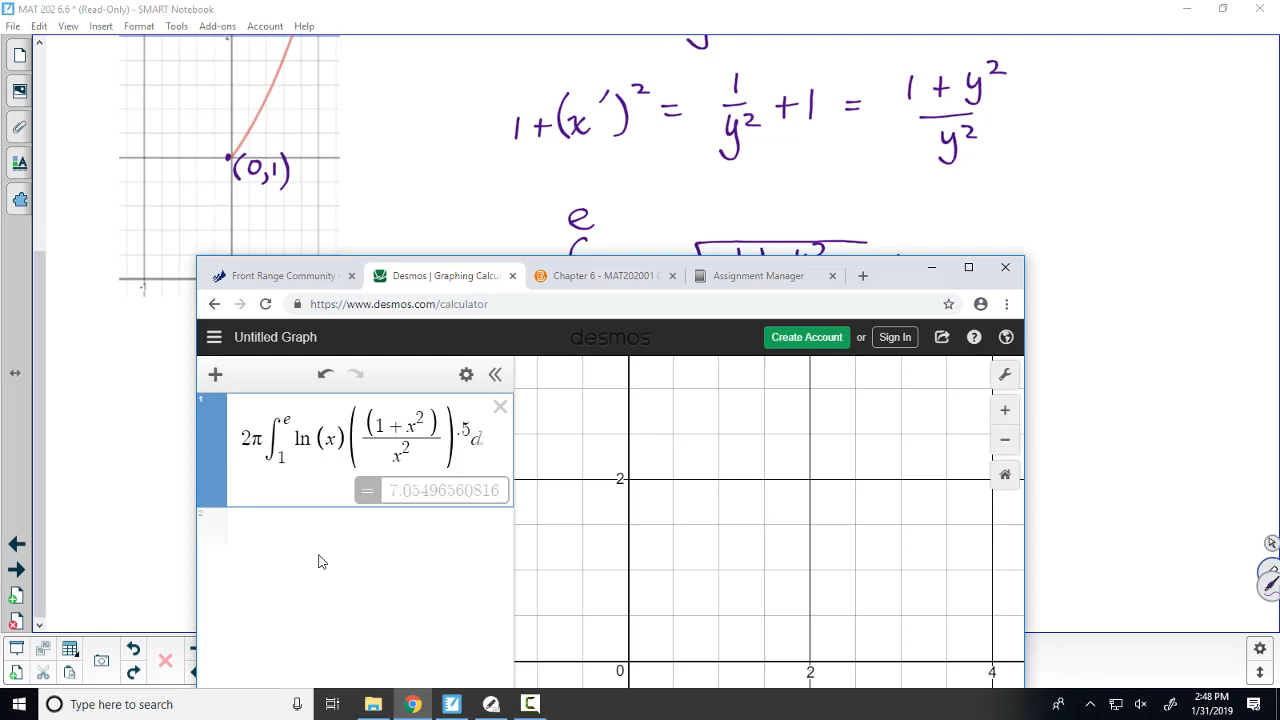 MAT 202 6.6 * (Read-Only) - SMART Notebook
File Edit View Insert Format Tools Add-ons Account Help
1 + (x′)² = 1/y² + 1 = (1 + y²)/y²
(0,1)
e
Front Range Community
Desmos | Graphing Calcul
Chapter 6 - MAT202001 C
Assignment Manager
https://www.desmos.com/calculator
Untitled Graph
desmos
Create Account or Sign In
1
2π ∫₁ᵉ ln (x) ((1 + x²)/x²)^.5 d
= 7.05496560816
2
2
0
2
4
Type here to search
2:48 PM
1/31/2019